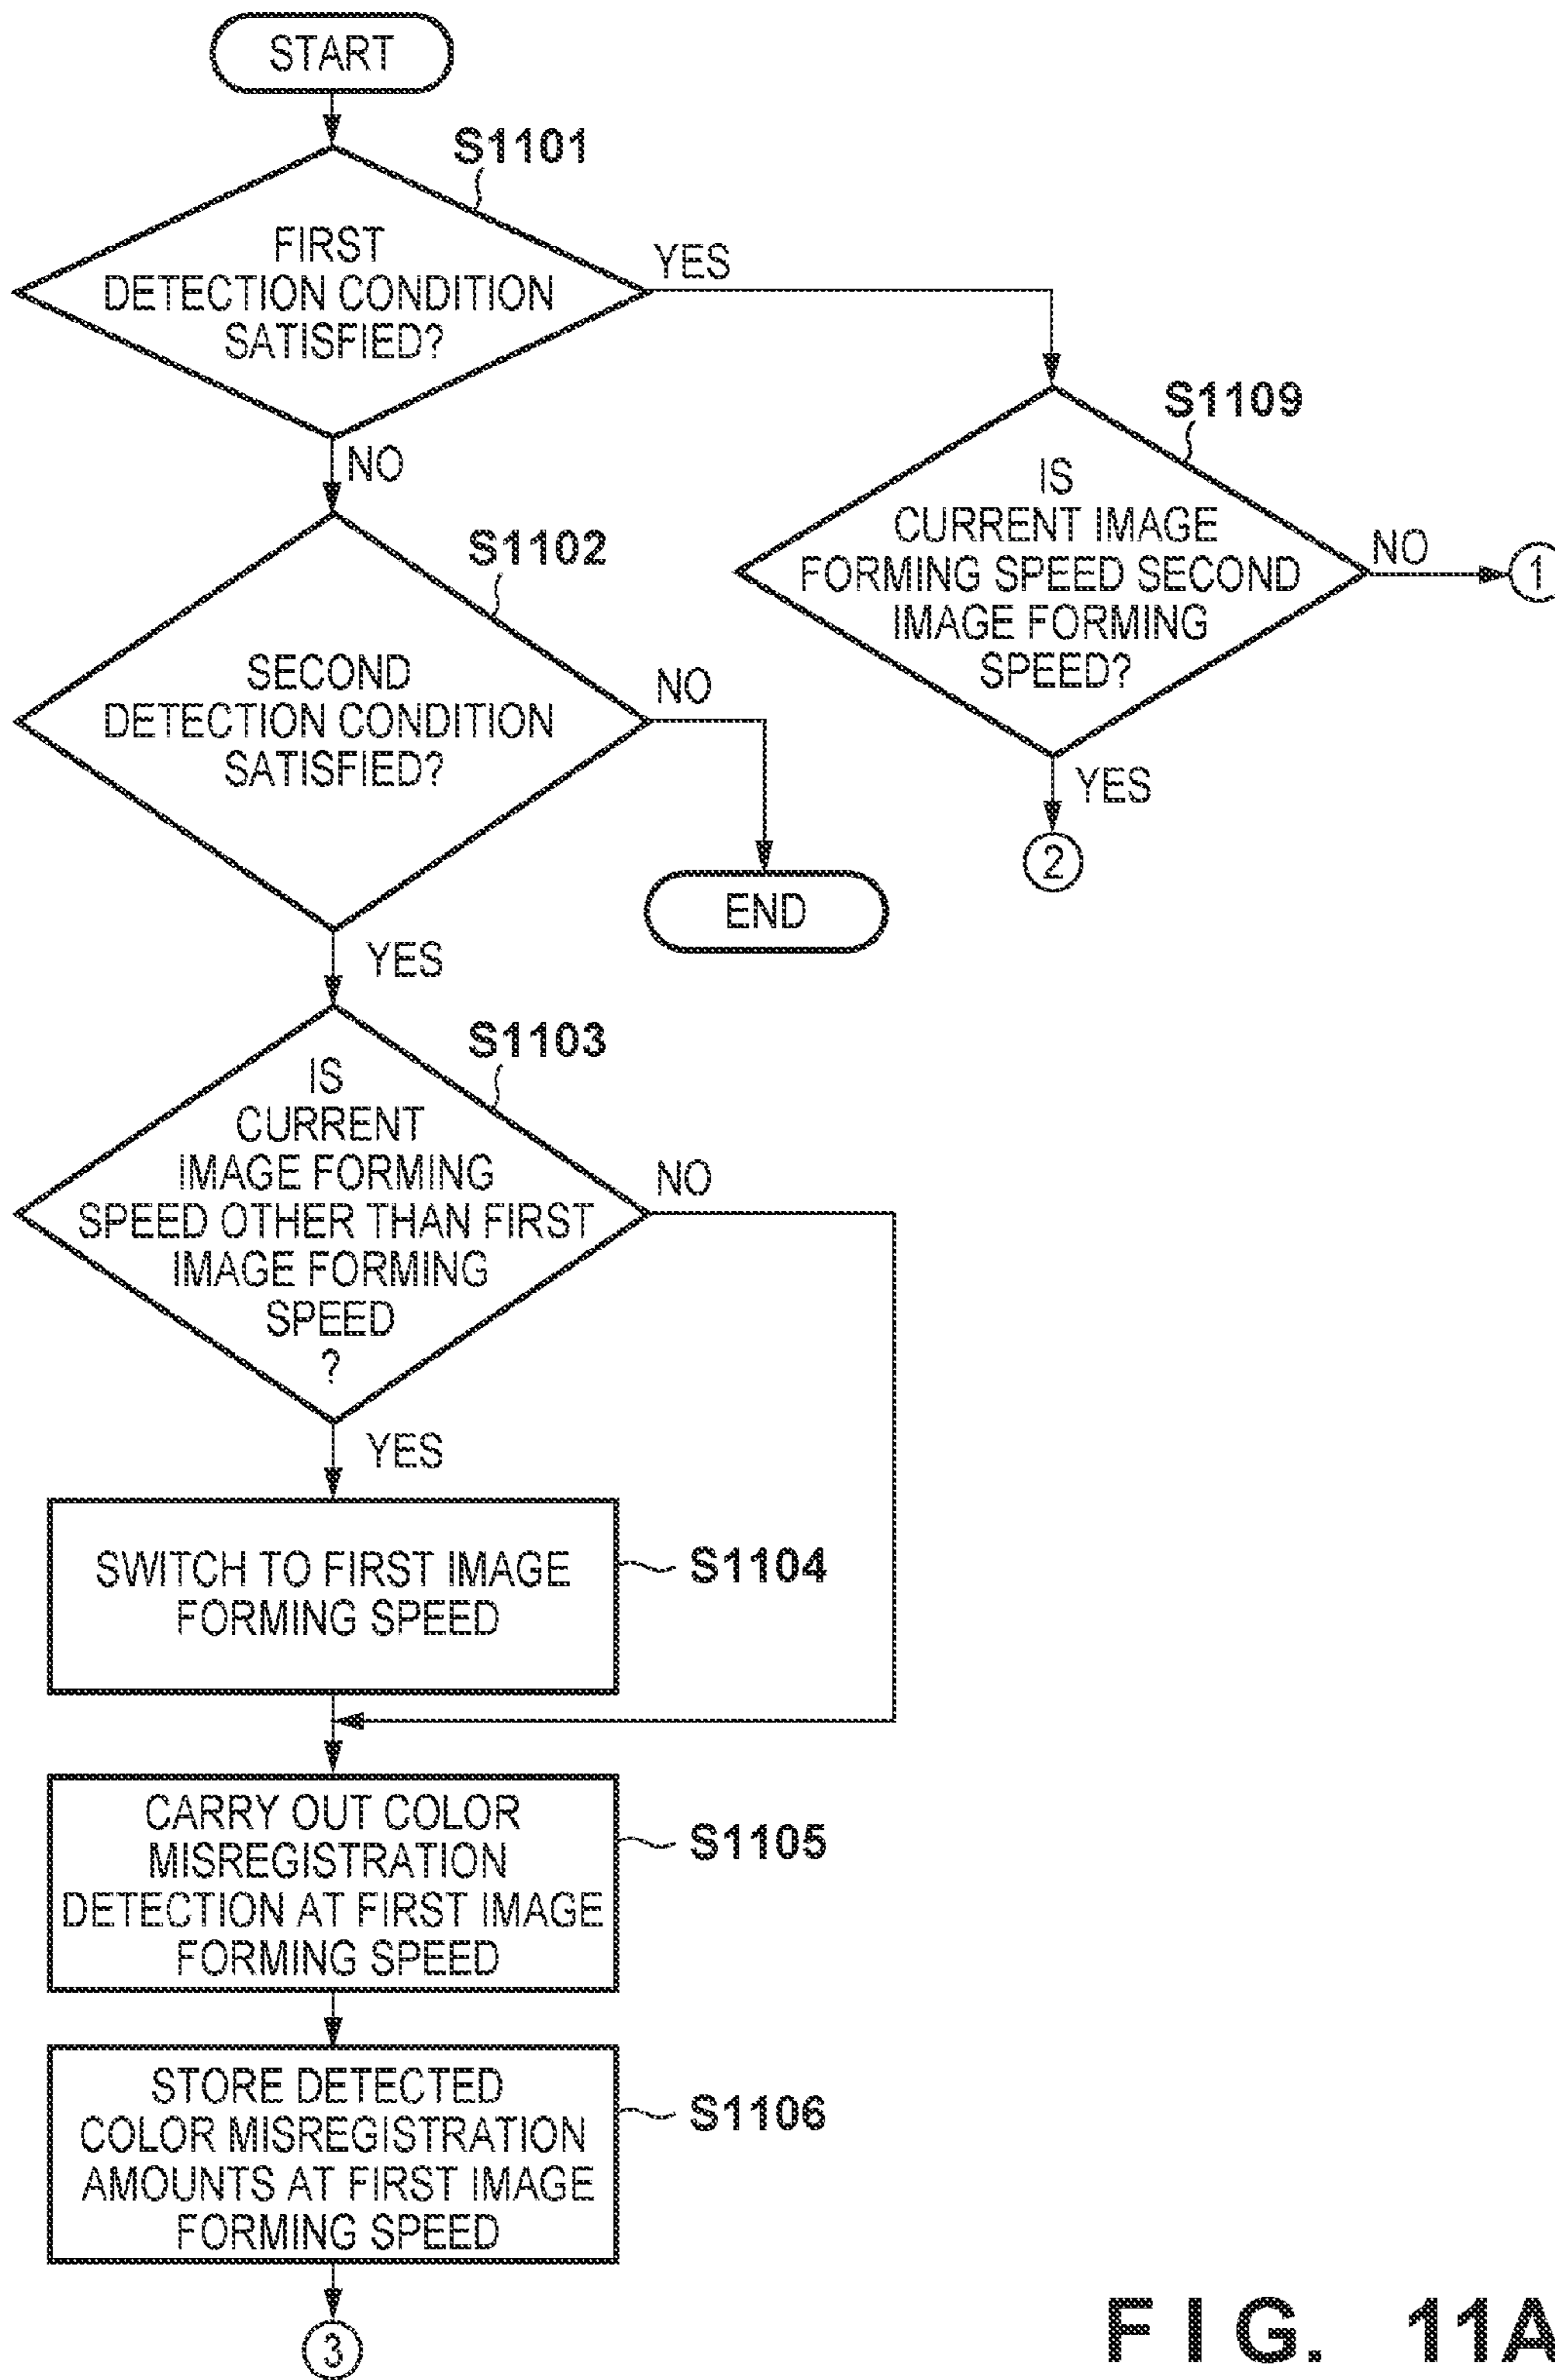 START
S1101
FIRST
DETECTION CONDITION
SATISFIED?
YES
NO
S1109
IS
CURRENT IMAGE
FORMING SPEED SECOND
IMAGE FORMING
SPEED?
NO
1
YES
2
S1102
SECOND
DETECTION CONDITION
SATISFIED?
NO
END
YES
S1103
IS
CURRENT
IMAGE FORMING
SPEED OTHER THAN FIRST
IMAGE FORMING
SPEED
?
NO
YES
SWITCH TO FIRST IMAGE
FORMING SPEED
S1104
CARRY OUT COLOR
MISREGISTRATION
DETECTION AT FIRST IMAGE
FORMING SPEED
S1105
STORE DETECTED
COLOR MISREGISTRATION
AMOUNTS AT FIRST IMAGE
FORMING SPEED
S1106
3
FIG. 11A